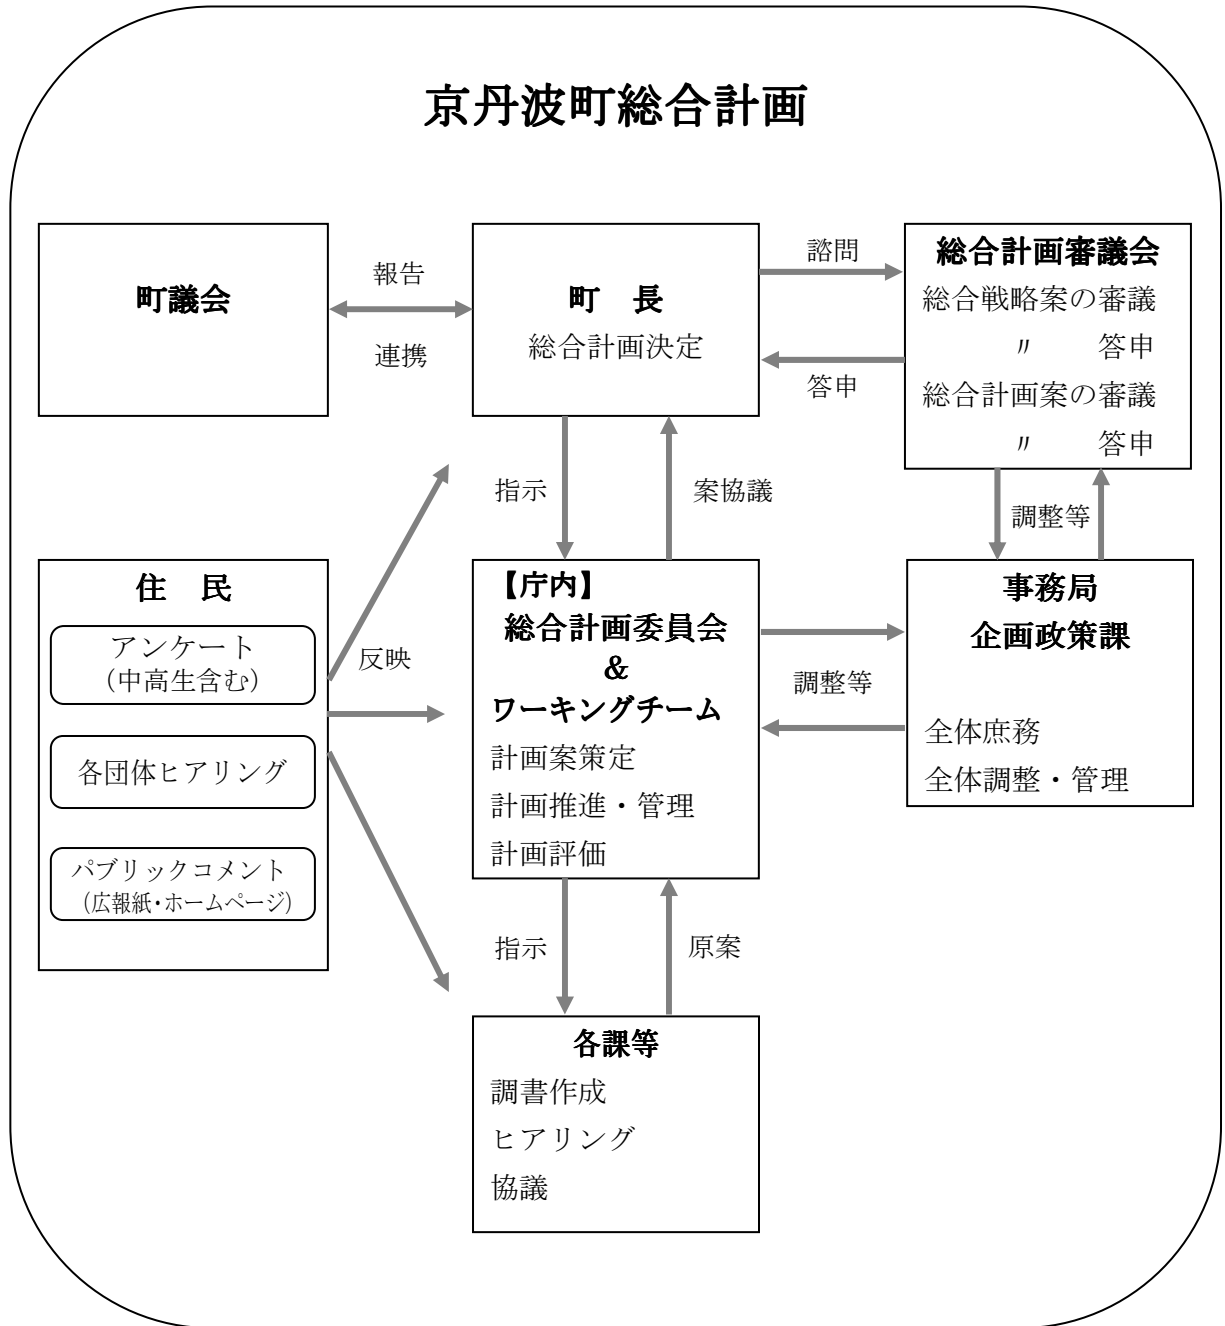 京丹波町総合計画
町議会
報告
連携
町　長
総合計画決定
諮問
答申
総合計画審議会
総合戦略案の審議
〃　　答申
総合計画案の審議
〃　　答申
指示
案協議
調整等
住　民
アンケート
（中高生含む）
各団体ヒアリング
パブリックコメント
（広報紙・ホームページ）
反映
【庁内】
総合計画委員会
＆
ワーキングチーム
計画案策定
計画推進・管理
計画評価
調整等
事務局
企画政策課
全体庶務
全体調整・管理
指示
原案
各課等
調書作成
ヒアリング
協議